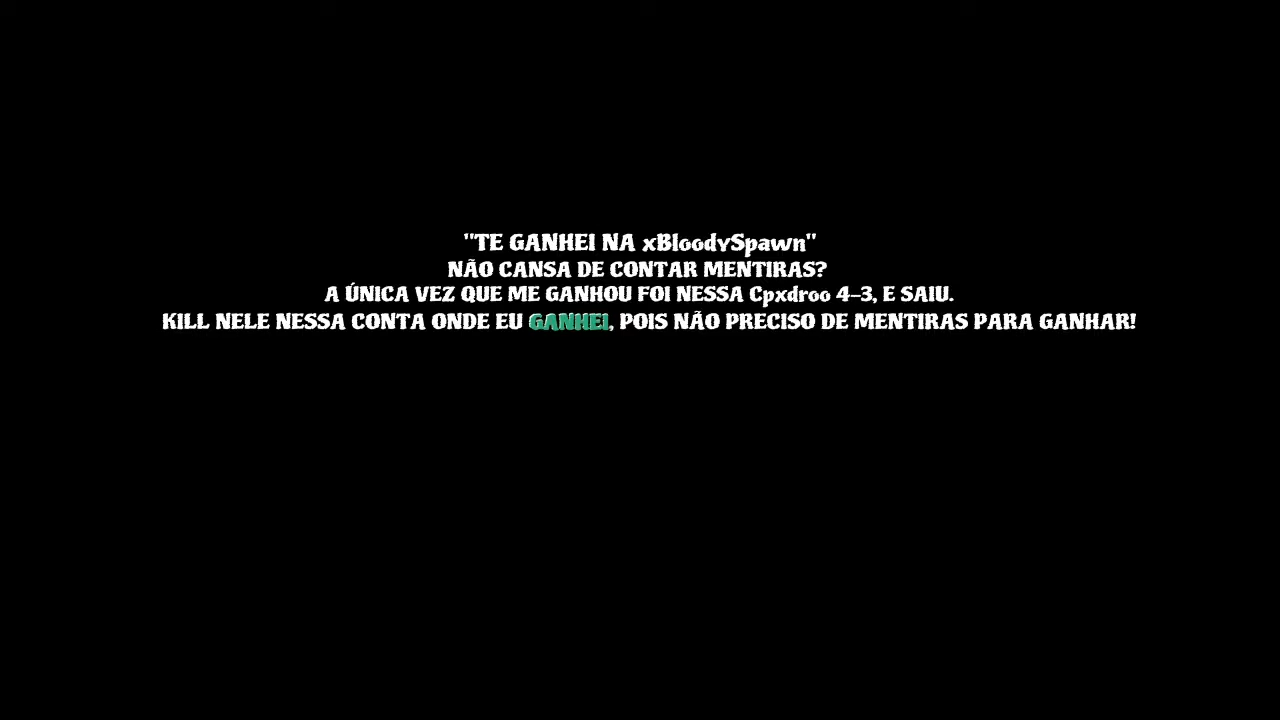 "TE GANHEI NA xBloodySpawn"
NÃO CANSA DE CONTAR MENTIRAS?
A ÚNICA VEZ QUE ME GANHOU FOI NESSA Cpxdroo 4-3, E SAIU.
KILL NELE NESSA CONTA ONDE EU GANHEI, POIS NÃO PRECISO DE MENTIRAS PARA GANHAR!